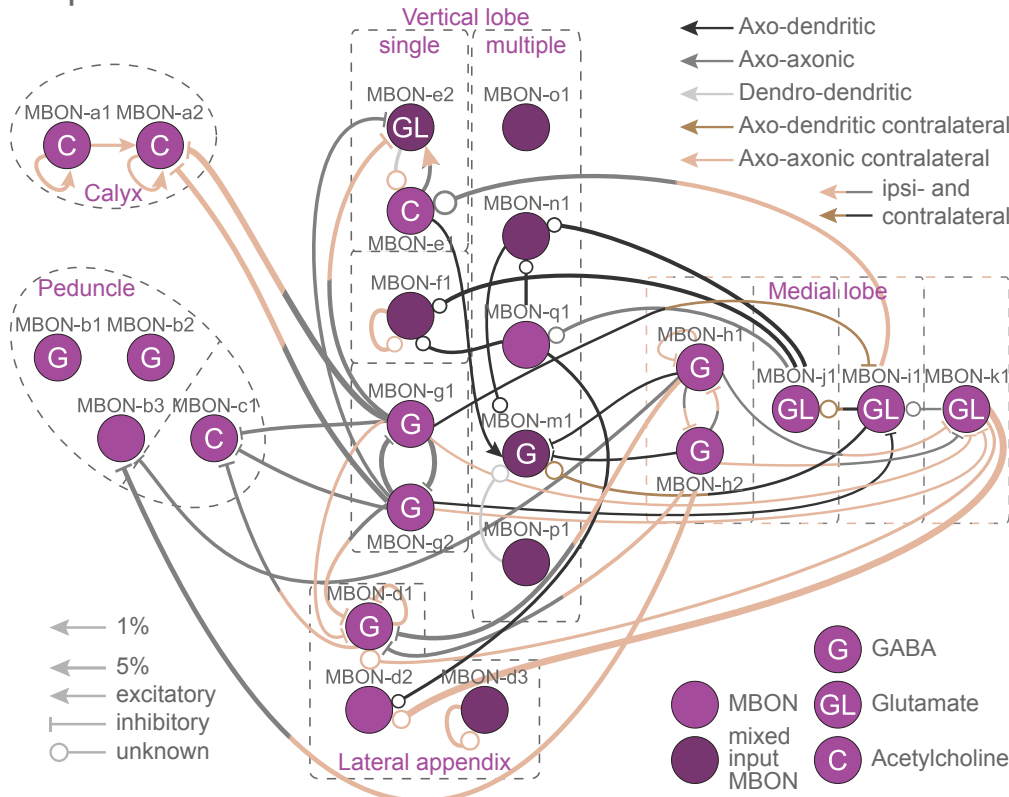 Vertical lobe
single
multiple
Axo-dendritic
Axo-axonic
Dendro-dendritic
Axo-dendritic contralateral
Axo-axonic contralateral
ipsi- and
contralateral
MBON-a1
MBON-a2
C
C
Calyx
MBON-e2
GL
MBON-o1
C
MBON-e1
MBON-n1
Peduncle
MBON-b1
MBON-b2
G
G
MBON-b3
MBON-c1
C
MBON-f1
MBON-q1
Medial lobe
MBON-h1
G
MBON-j1
MBON-i1
MBON-k1
GL
GL
GL
MBON-g1
G
MBON-m1
G
G
MBON-h2
G
MBON-g2
MBON-p1
MBON-d1
G
MBON-d2
MBON-d3
Lateral appendix
1%
5%
excitatory
inhibitory
unknown
G
GABA
MBON
GL
Glutamate
mixed
input
MBON
C
Acetylcholine